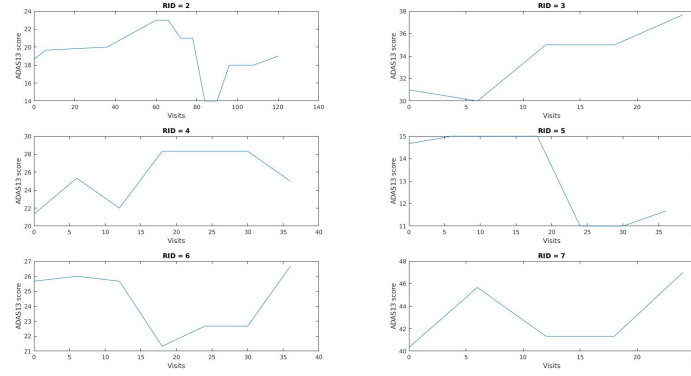 RID = 2
24
22
20
18
16
14
ADAS13 score
0 20 40 60 80 100 120 140
Visits
RID = 3
38
36
34
32
30
ADAS13 score
0 5 10 15 20
Visits
RID = 4
30
28
26
24
22
20
ADAS13 score
0 5 10 15 20 25 30 35 40
Visits
RID = 5
15
14
13
12
11
ADAS13 score
0 5 10 15 20 25 30 35
Visits
RID = 6
27
26
25
24
23
22
21
ADAS13 score
0 5 10 15 20 25 30 35 40
Visits
RID = 7
48
46
44
42
40
ADAS13 score
0 5 10 15 20
Visits